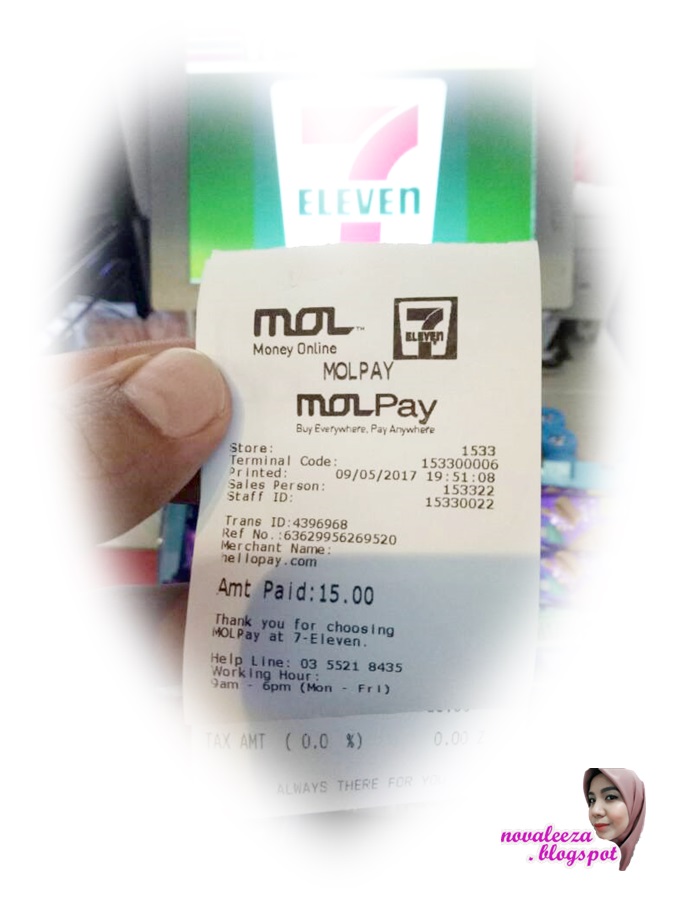 7
ELEVEN
MOL™
Money Online
7
ELEVEN
MOLPAY
MOLPay
Buy Everywhere, Pay Anywhere
Store: 1533
Terminal Code: 153300006
Printed: 09/05/2017 19:51:08
Sales Person: 153322
Staff ID: 15330022
Trans ID:4396968
Ref No.:63629956269520
Merchant Name:
hellopay.com
Amt Paid:15.00
Thank you for choosing
MOLPay at 7-Eleven.
Help Line: 03 5521 8435
Working Hour:
9am - 6pm (Mon - Fri)
TAX AMT ( 0.0 %) 0.00
ALWAYS THERE FOR
novaleeza
.blogspot